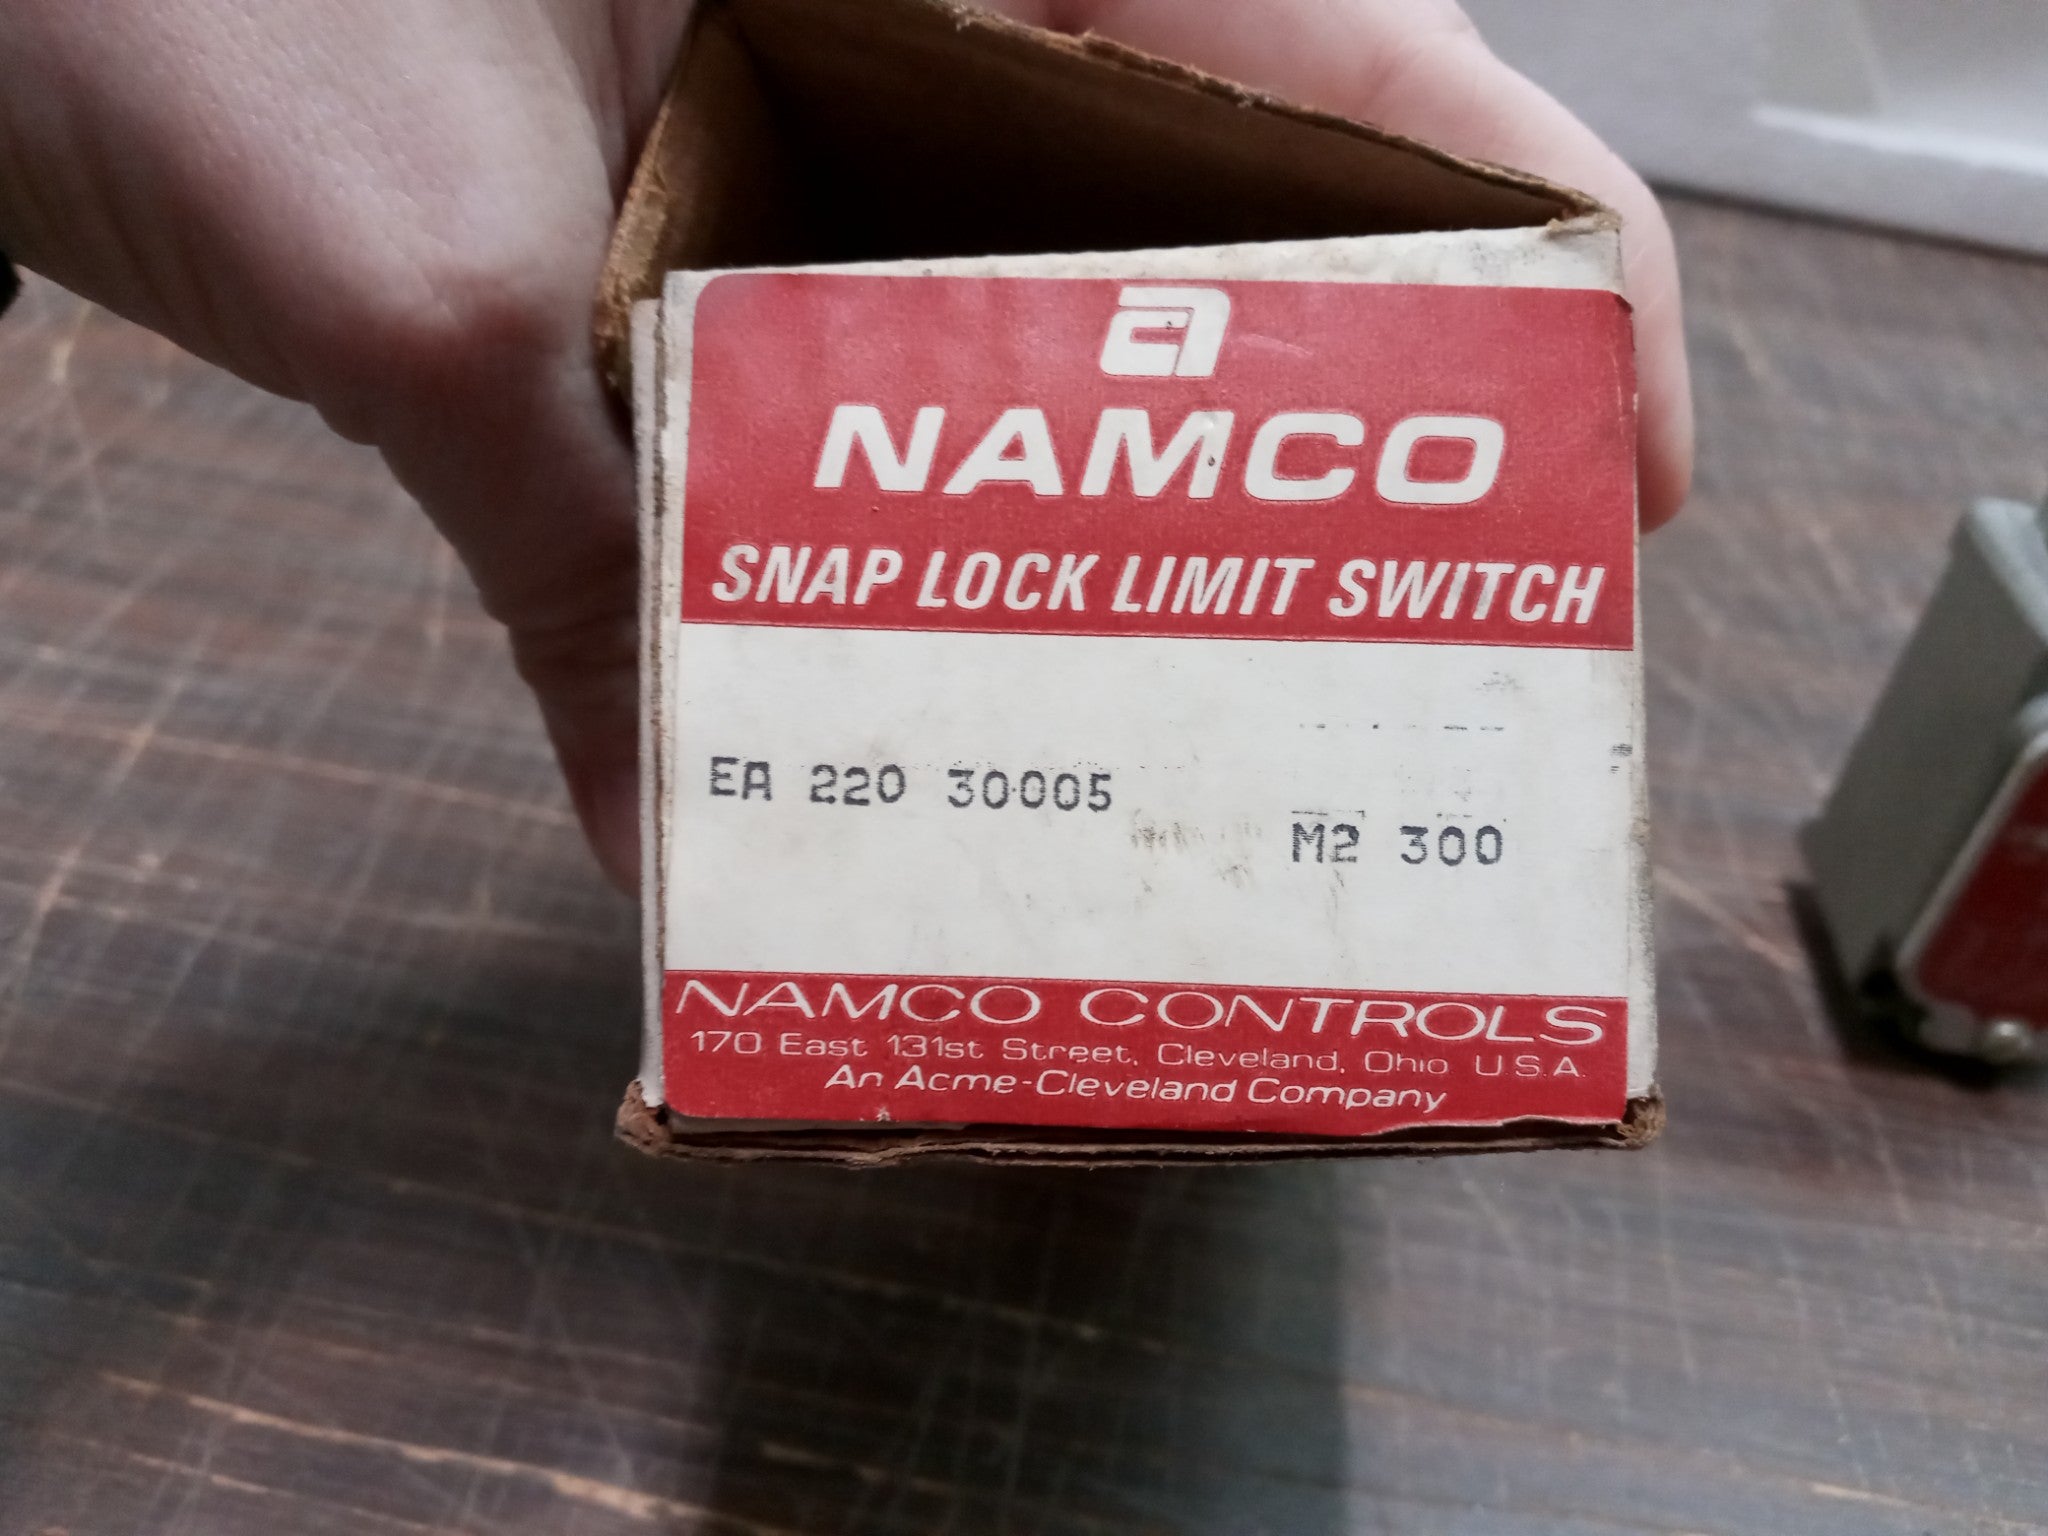 NAMCO
SNAP LOCK LIMIT SWITCH
EA 220 30005
M2 300
NAMCO CONTROLS
170 East 131st Street, Cleveland, Ohio U.S.A.
An Acme-Cleveland Company